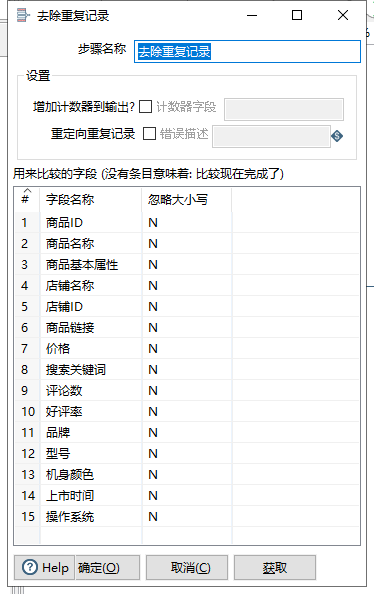 去除重复记录
步骤名称 去除重复记录
设置
增加计数器到输出? 计数器字段
重定向重复记录 错误描述
用来比较的字段 (没有条目意味着: 比较现在完成了)
# 字段名称 忽略大小写
1 商品ID N
2 商品名称 N
3 商品基本属性 N
4 店铺名称 N
5 店铺ID N
6 商品链接 N
7 价格 N
8 搜索关键词 N
9 评论数 N
10 好评率 N
11 品牌 N
12 型号 N
13 机身颜色 N
14 上市时间 N
15 操作系统 N
Help 确定(O) 取消(C) 获取